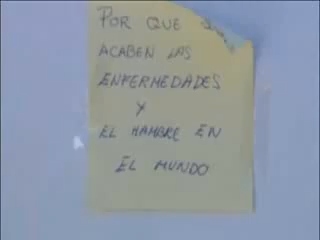 POR QUE
ACABEN LAS
ENFERMEDADES
Y
EL HAMBRE EN
EL MUNDO